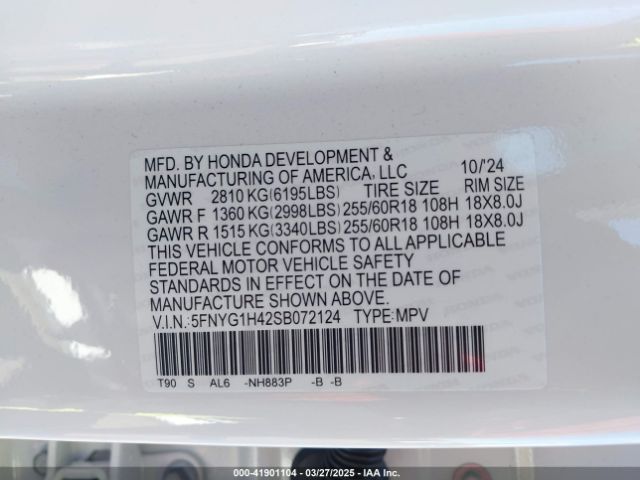 MFD. BY HONDA DEVELOPMENT &
MANUFACTURING OF AMERICA, LLC 10/'24
GVWR 2810 KG(6195LBS) TIRE SIZE RIM SIZE
GAWR F 1360 KG(2998LBS) 255/60R18 108H 18X8.0J
GAWR R 1515 KG(3340LBS) 255/60R18 108H 18X8.0J
THIS VEHICLE CONFORMS TO ALL APPLICABLE
FEDERAL MOTOR VEHICLE SAFETY
STANDARDS IN EFFECT ON THE DATE OF
MANUFACTURE SHOWN ABOVE.
V.I.N.:5FNYG1H42SB072124 TYPE:MPV
T90 S AL6 -NH883P -B -B
000-41901104 — 03/27/2025 — IAA Inc.